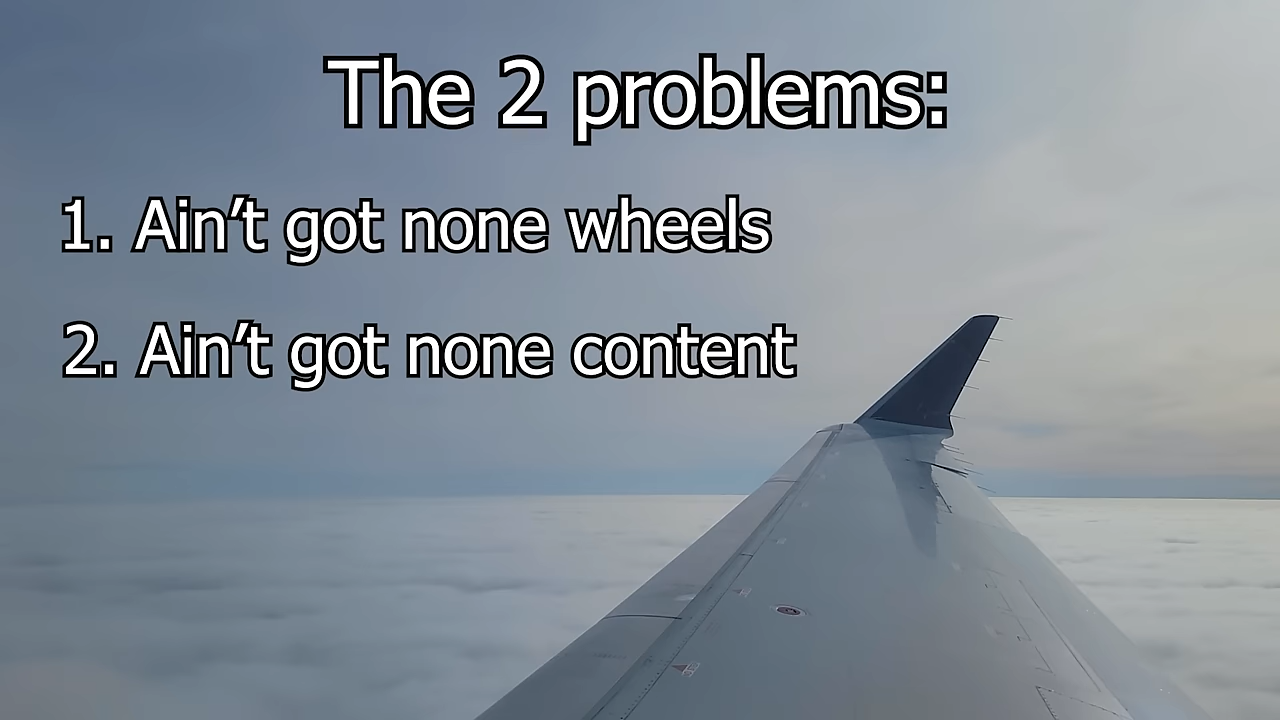 The 2 problems:
1. Ain’t got none wheels
2. Ain’t got none content